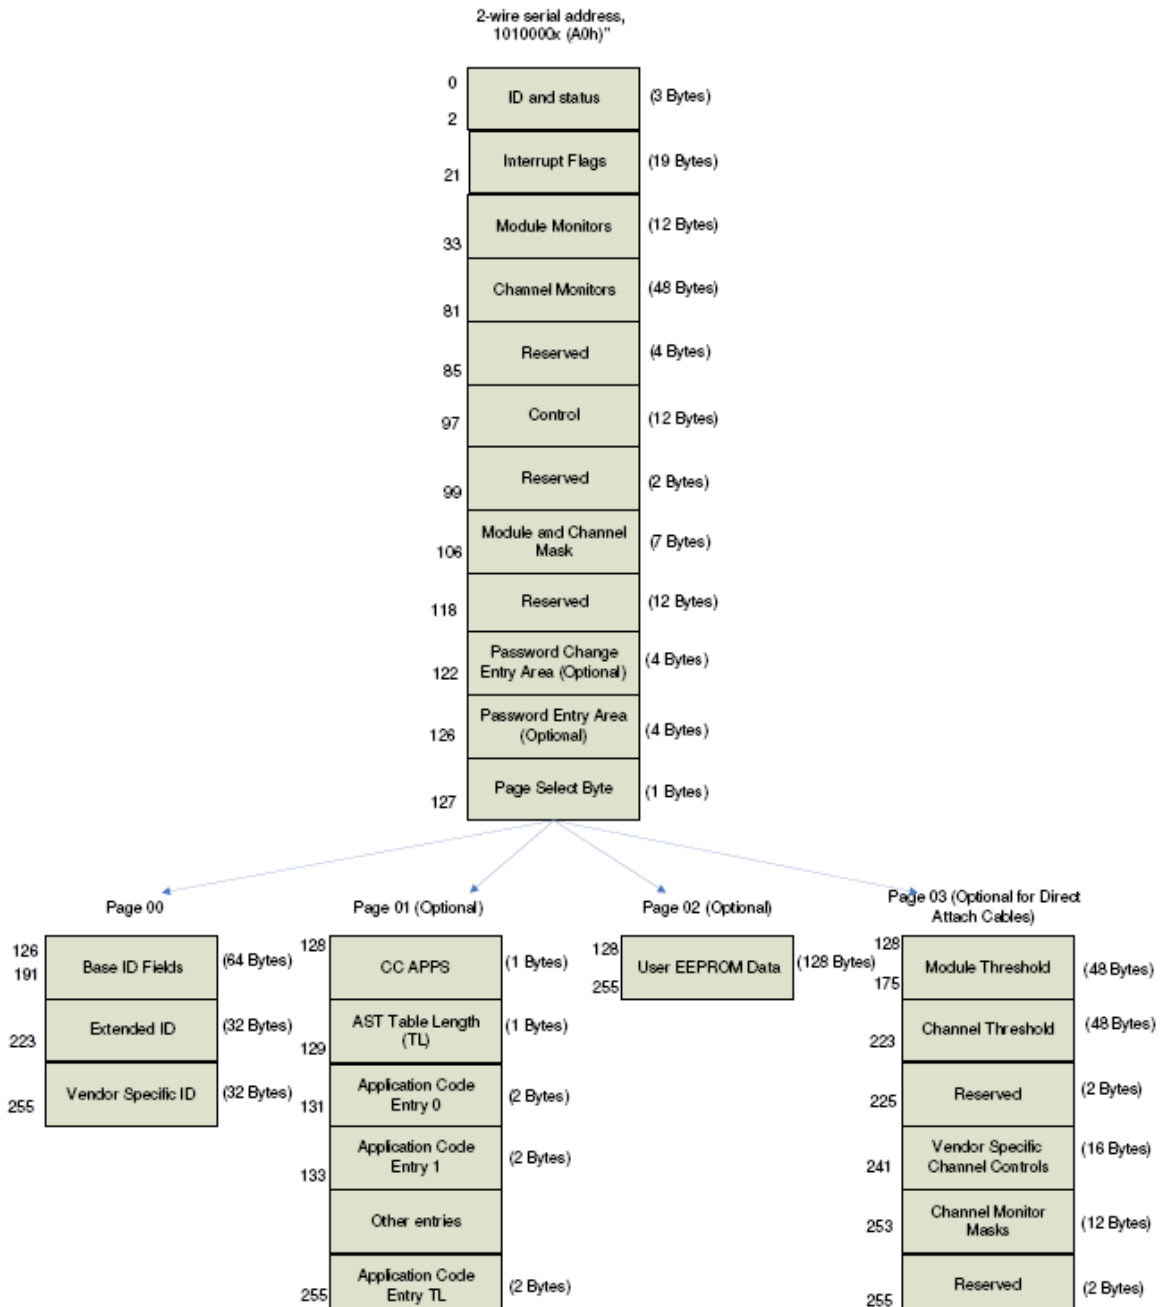 2-wire serial address,
1010000x (A0h)"
0
2
ID and status
(3 Bytes)
21
Interrupt Flags
(19 Bytes)
33
Module Monitors
(12 Bytes)
81
Channel Monitors
(48 Bytes)
85
Reserved
(4 Bytes)
97
Control
(12 Bytes)
99
Reserved
(2 Bytes)
106
Module and Channel
Mask
(7 Bytes)
118
Reserved
(12 Bytes)
122
Password Change
Entry Area (Optional)
(4 Bytes)
126
Password Entry Area
(Optional)
(4 Bytes)
127
Page Select Byte
(1 Bytes)
Page 00
126
191
Base ID Fields
(64 Bytes)
223
Extended ID
(32 Bytes)
255
Vendor Specific ID
(32 Bytes)
Page 01 (Optional)
128
CC APPS
(1 Bytes)
129
AST Table Length
(TL)
(1 Bytes)
131
Application Code
Entry 0
(2 Bytes)
133
Application Code
Entry 1
(2 Bytes)
Other entries
255
Application Code
Entry TL
(2 Bytes)
Page 02 (Optional)
128
255
User EEPROM Data
(128 Bytes)
Page 03 (Optional for Direct
Attach Cables)
128
175
Module Threshold
(48 Bytes)
223
Channel Threshold
(48 Bytes)
225
Reserved
(2 Bytes)
241
Vendor Specific
Channel Controls
(16 Bytes)
253
Channel Monitor
Masks
(12 Bytes)
255
Reserved
(2 Bytes)